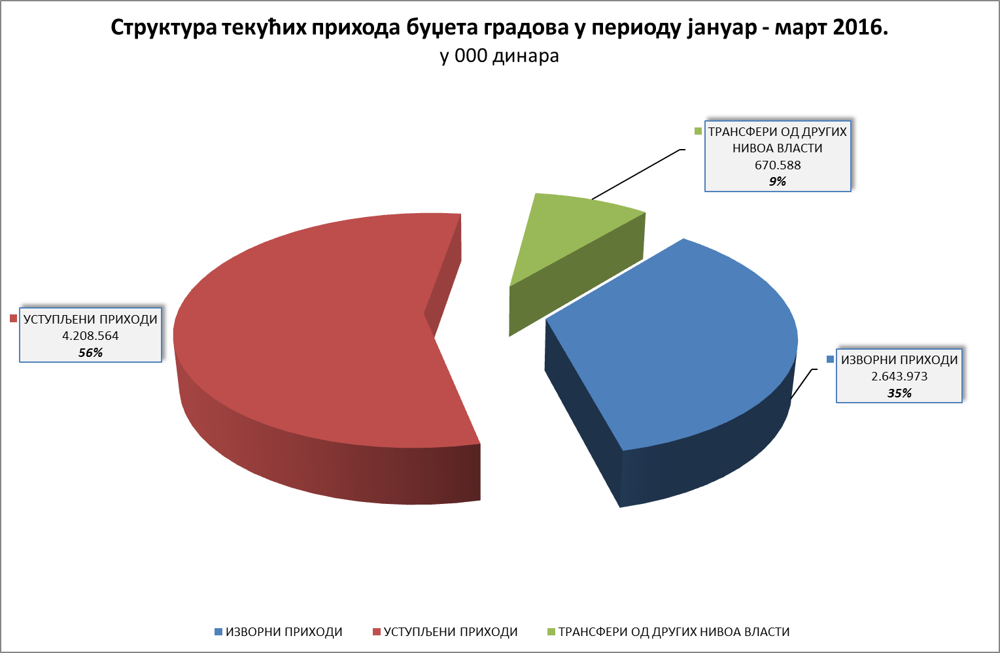 Структура текућих прихода буџета градова у периоду јануар - март 2016.
у 000 динара
ТРАНСФЕРИ ОД ДРУГИХ
НИВОА ВЛАСТИ
670.588
9%
УСТУПЉЕНИ ПРИХОДИ
4.208.564
56%
ИЗВОРНИ ПРИХОДИ
2.643.973
35%
ИЗВОРНИ ПРИХОДИ
УСТУПЉЕНИ ПРИХОДИ
ТРАНСФЕРИ ОД ДРУГИХ НИВОА ВЛАСТИ